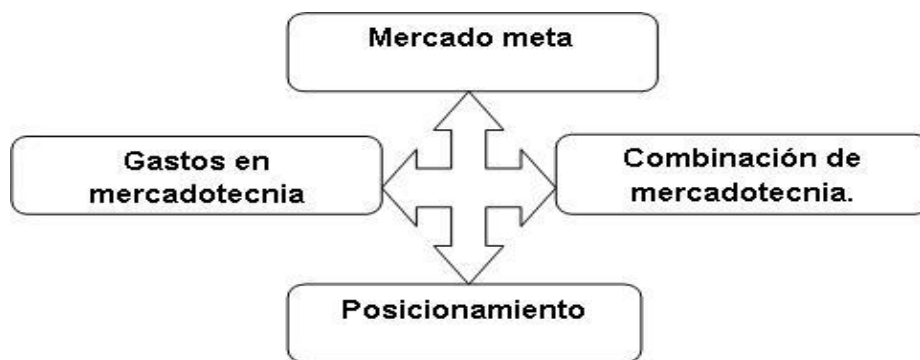 Mercado meta
Gastos en
mercadotecnia
Combinación de
mercadotecnia.
Posicionamiento